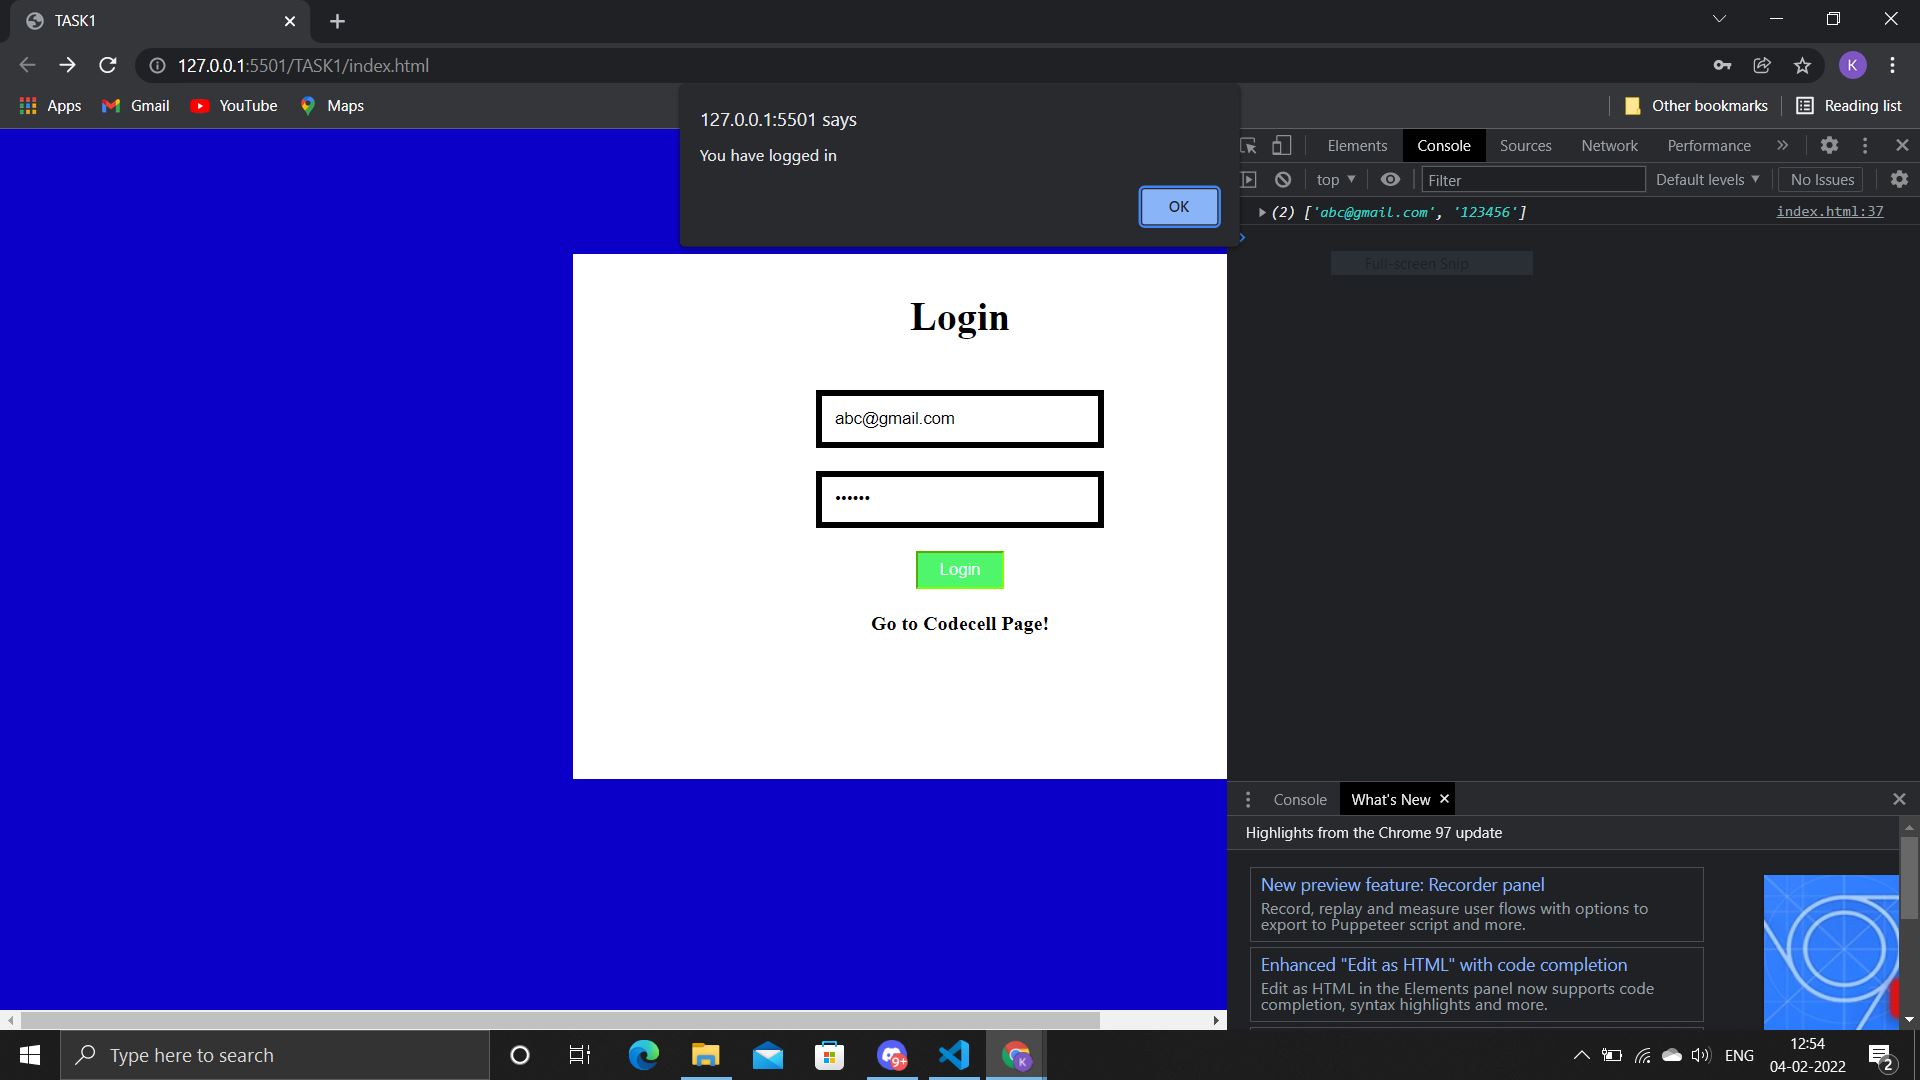 TASK1
127.0.0.1:5501/TASK1/index.html
K
Apps Gmail YouTube Maps Other bookmarks Reading list
127.0.0.1:5501 says
You have logged in
OK
Elements Console Sources Network Performance
top Filter Default levels No Issues
(2) ['abc@gmail.com', '123456'] index.html:37
Full-screen Snip
Login
abc@gmail.com
••••••
Login
Go to Codecell Page!
Console What's New
Highlights from the Chrome 97 update
New preview feature: Recorder panel
Record, replay and measure user flows with options to
export to Puppeteer script and more.
Enhanced "Edit as HTML" with code completion
Edit as HTML in the Elements panel now supports code
completion, syntax highlights and more.
Type here to search
9+
K
ENG
12:54
04-02-2022
2